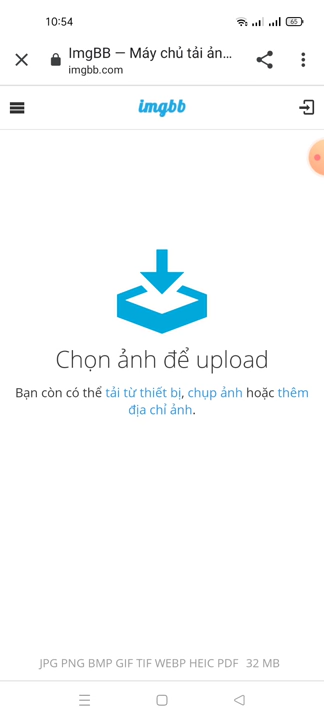 10:54
65
ImgBB — Máy chủ tải ản...
imgbb.com
imgbb
Chọn ảnh để upload
Bạn còn có thể tải từ thiết bị, chụp ảnh hoặc thêm
địa chỉ ảnh.
JPG PNG BMP GIF TIF WEBP HEIC PDF 32 MB